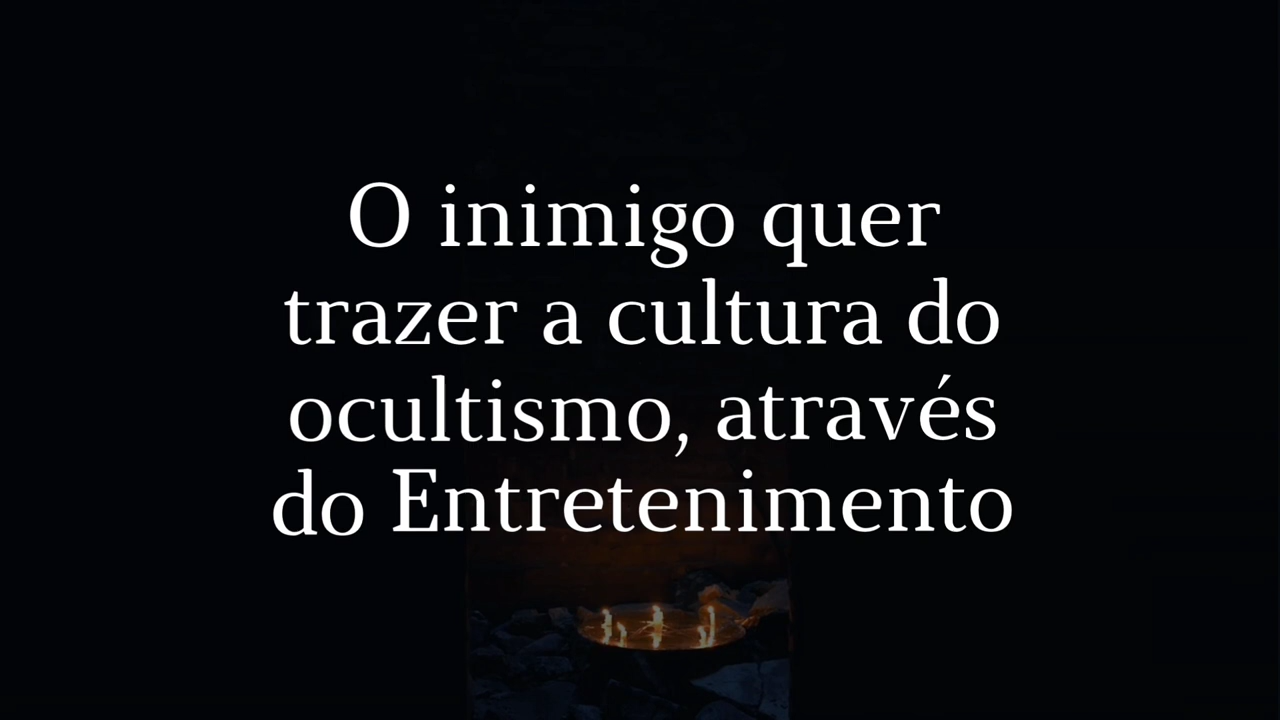 O inimigo quer
trazer a cultura do
ocultismo, através
do Entretenimento